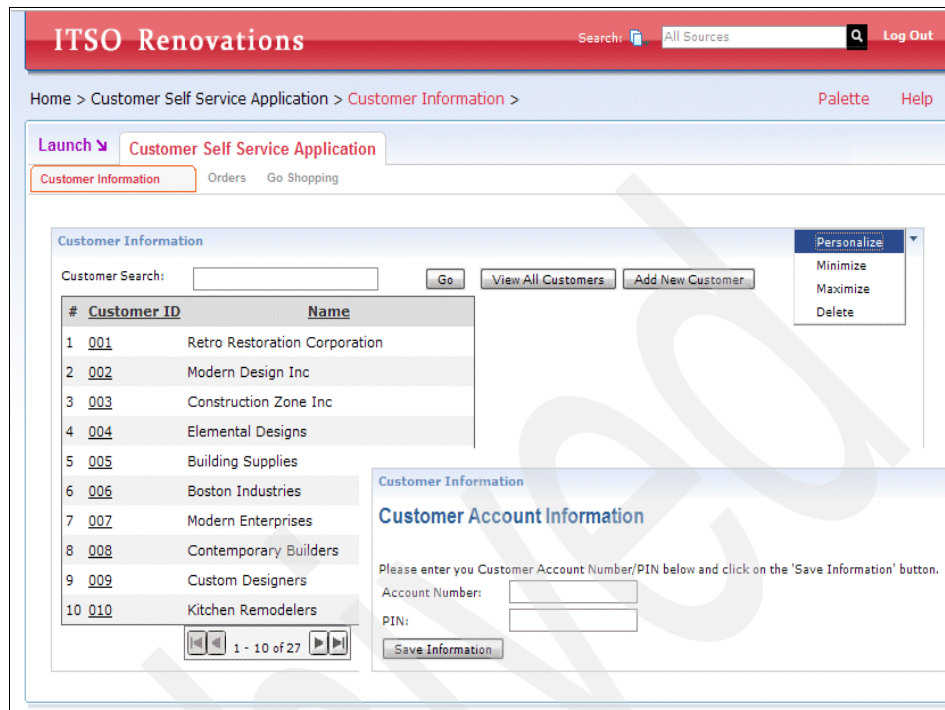 ITSO Renovations
Search: All Sources Log Out
Home > Customer Self Service Application > Customer Information >
Palette Help
Launch Customer Self Service Application
Customer Information Orders Go Shopping
Customer Information
Personalize
Minimize
Maximize
Delete
Customer Search: Go View All Customers Add New Customer
# Customer ID Name
1 001 Retro Restoration Corporation
2 002 Modern Design Inc
3 003 Construction Zone Inc
4 004 Elemental Designs
5 005 Building Supplies
6 006 Boston Industries
7 007 Modern Enterprises
8 008 Contemporary Builders
9 009 Custom Designers
10 010 Kitchen Remodelers
1 - 10 of 27
Customer Information
Customer Account Information
Please enter you Customer Account Number/PIN below and click on the 'Save Information' button.
Account Number:
PIN:
Save Information